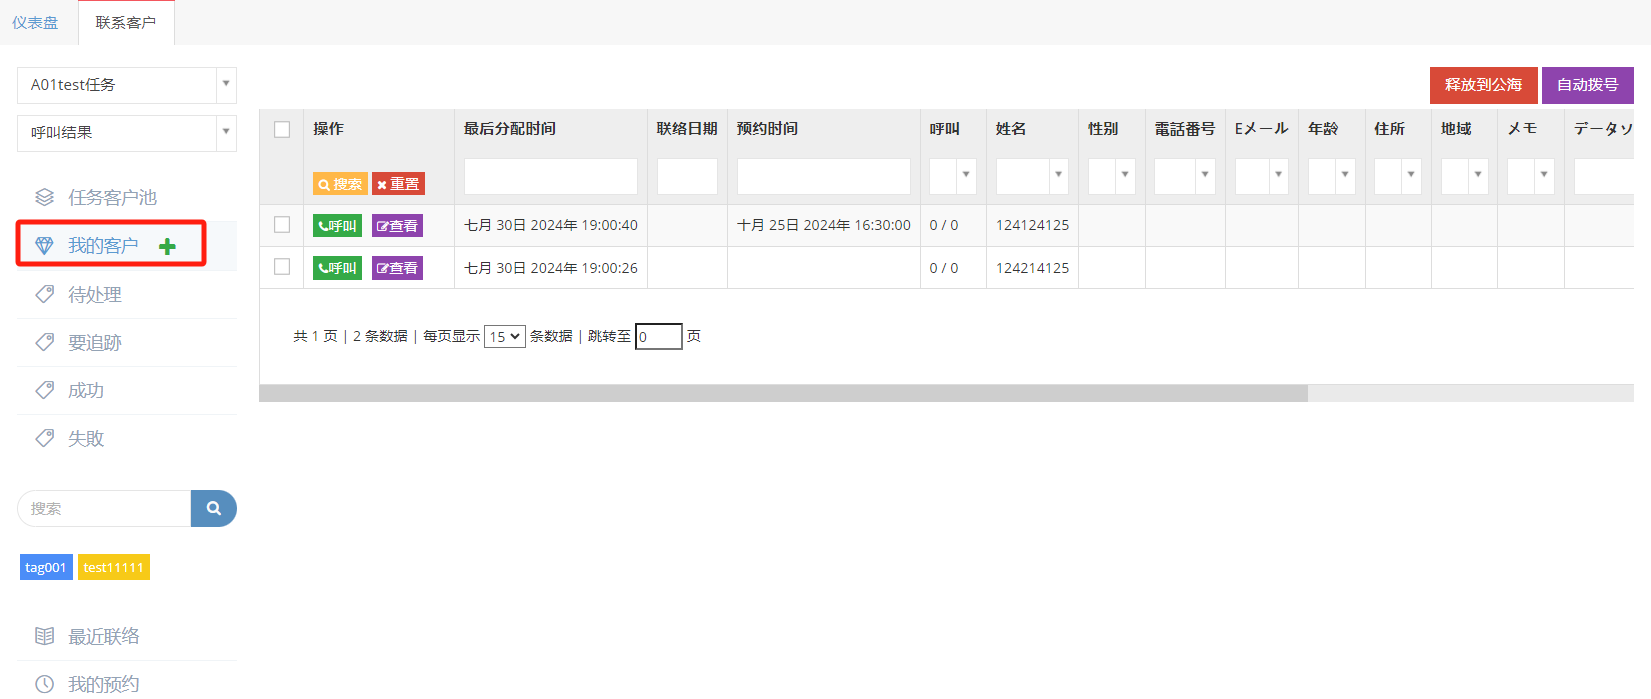 仪表盘 联系客户
A01test任务
呼叫结果
任务客户池
我的客户
待处理
要追跡
成功
失敗
搜索
tag001 test11111
最近联络
我的预约
释放到公海 自动拨号
操作 最后分配时间 联络日期 预约时间 呼叫 姓名 性别 電話番号 Eメール 年龄 住所 地域 メモ データソ
搜索 重置
呼叫 查看 七月 30日 2024年 19:00:40 十月 25日 2024年 16:30:00 0 / 0 124124125
呼叫 查看 七月 30日 2024年 19:00:26 0 / 0 124214125
共 1 页 | 2 条数据 | 每页显示 15 条数据 | 跳转至 0 页